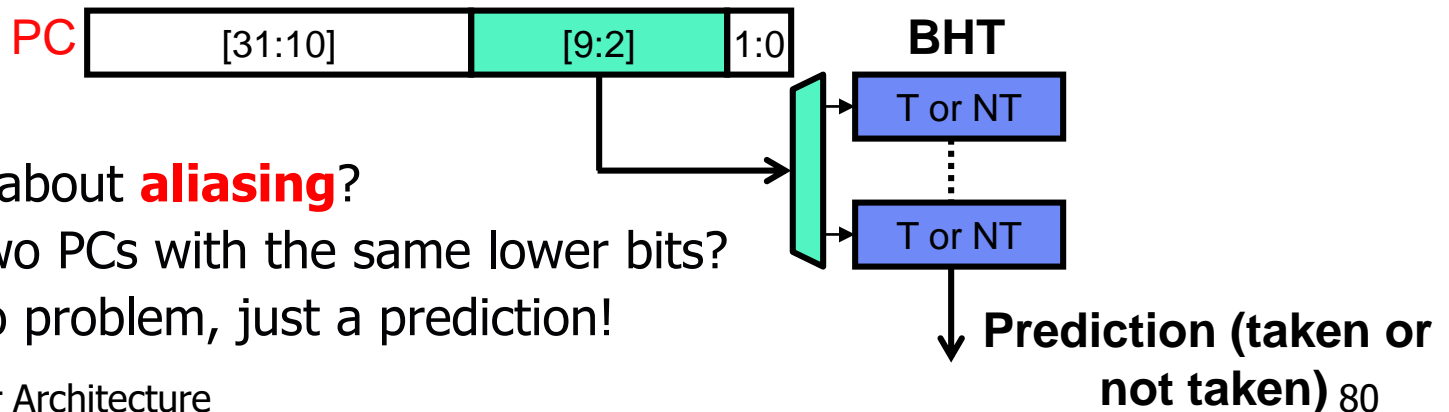 PC [31:10] [9:2] 1:0 BHT
T or NT
about aliasing?
wo PCs with the same lower bits?
T or NT
problem, just a prediction!
Prediction (taken or
not taken) 80
Architecture